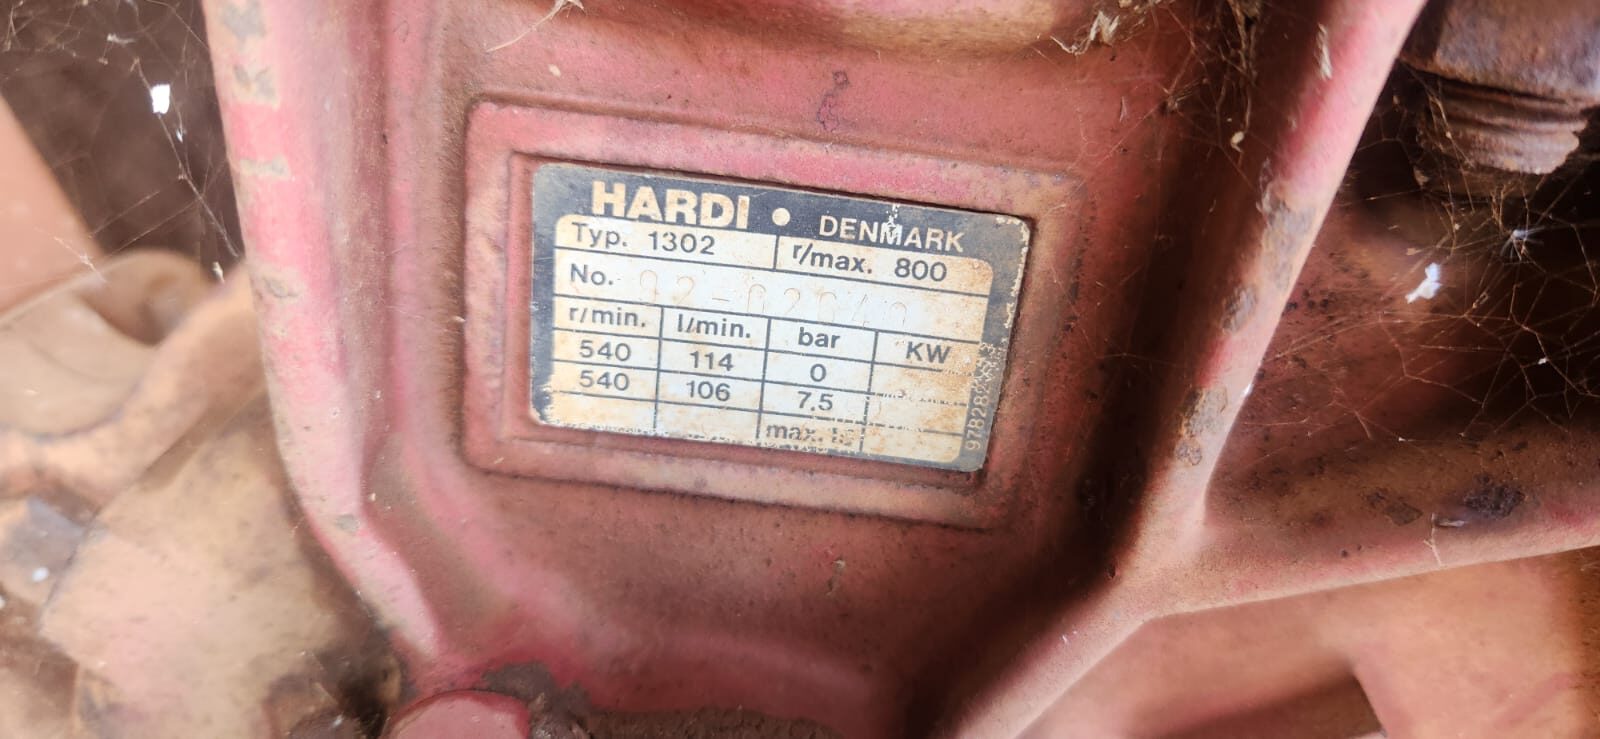 HARDI • DENMARK
Typ. 1302 r/max. 800
No.
r/min. l/min. bar KW
540 114 0
540 106 7.5
max.